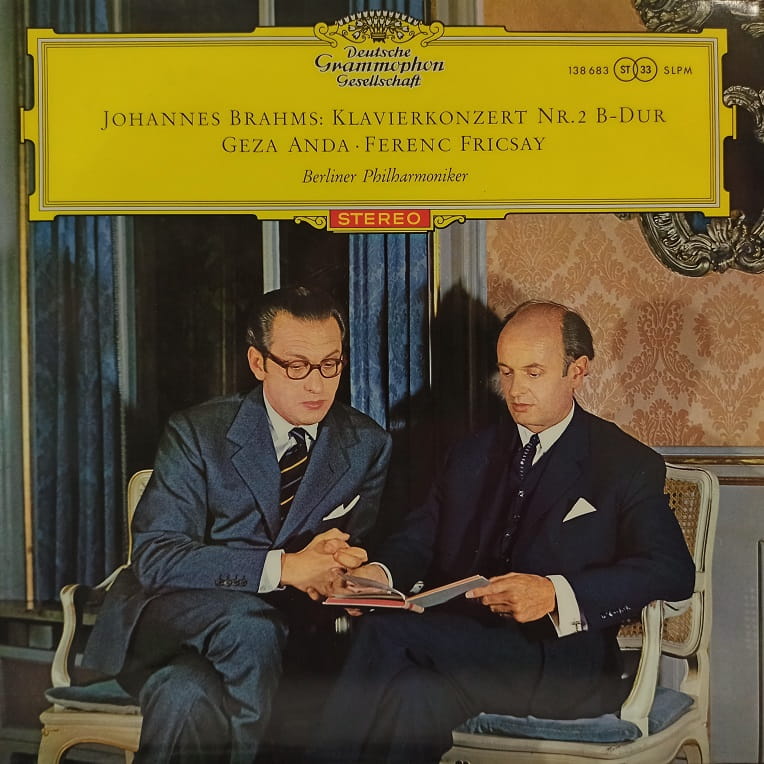 Deutsche
Grammophon
Gesellschaft
138 683 ST 33 SLPM
JOHANNES BRAHMS: KLAVIERKONZERT NR. 2 B-DUR
GEZA ANDA · FERENC FRICSAY
Berliner Philharmoniker
STEREO